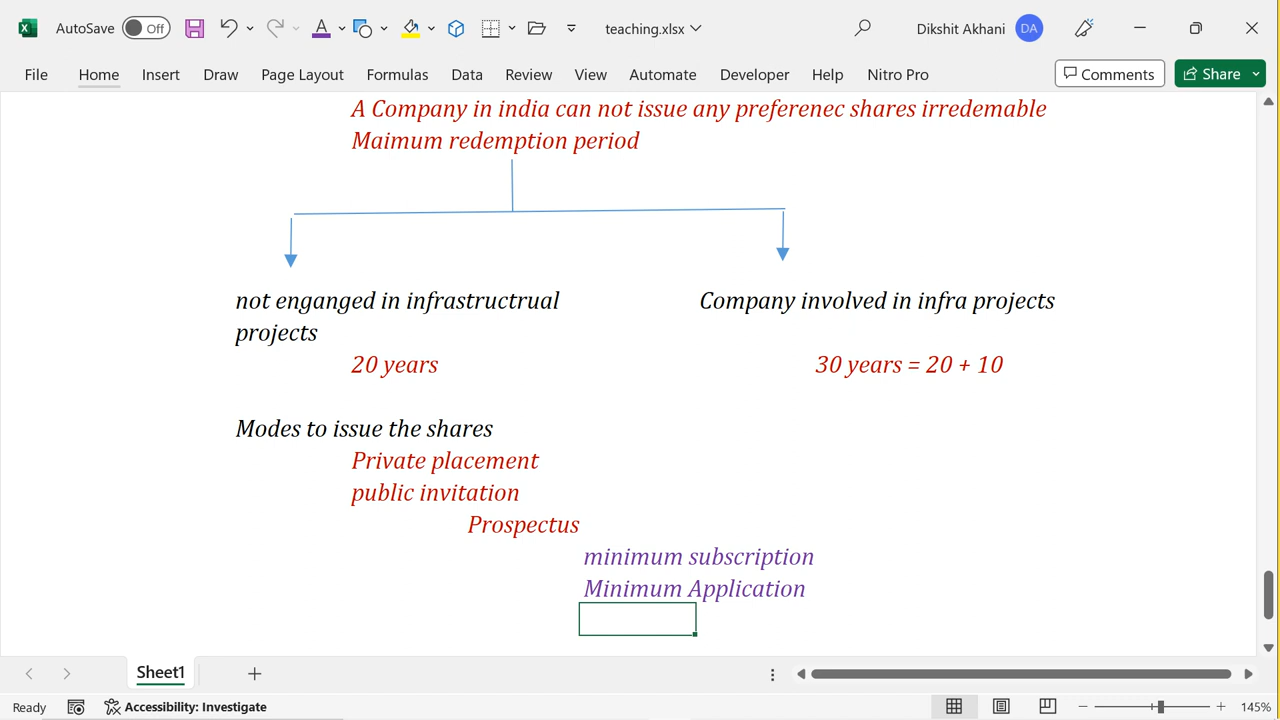 AutoSave Off teaching.xlsx Dikshit Akhani DA
File Home Insert Draw Page Layout Formulas Data Review View Automate Developer Help Nitro Pro Comments Share
A Company in india can not issue any preferenec shares irredemable
Maimum redemption period
not enganged in infrastructrual Company involved in infra projects
projects
20 years 30 years = 20 + 10
Modes to issue the shares
Private placement
public invitation
Prospectus
minimum subscription
Minimum Application
Sheet1
Ready Accessibility: Investigate 145%